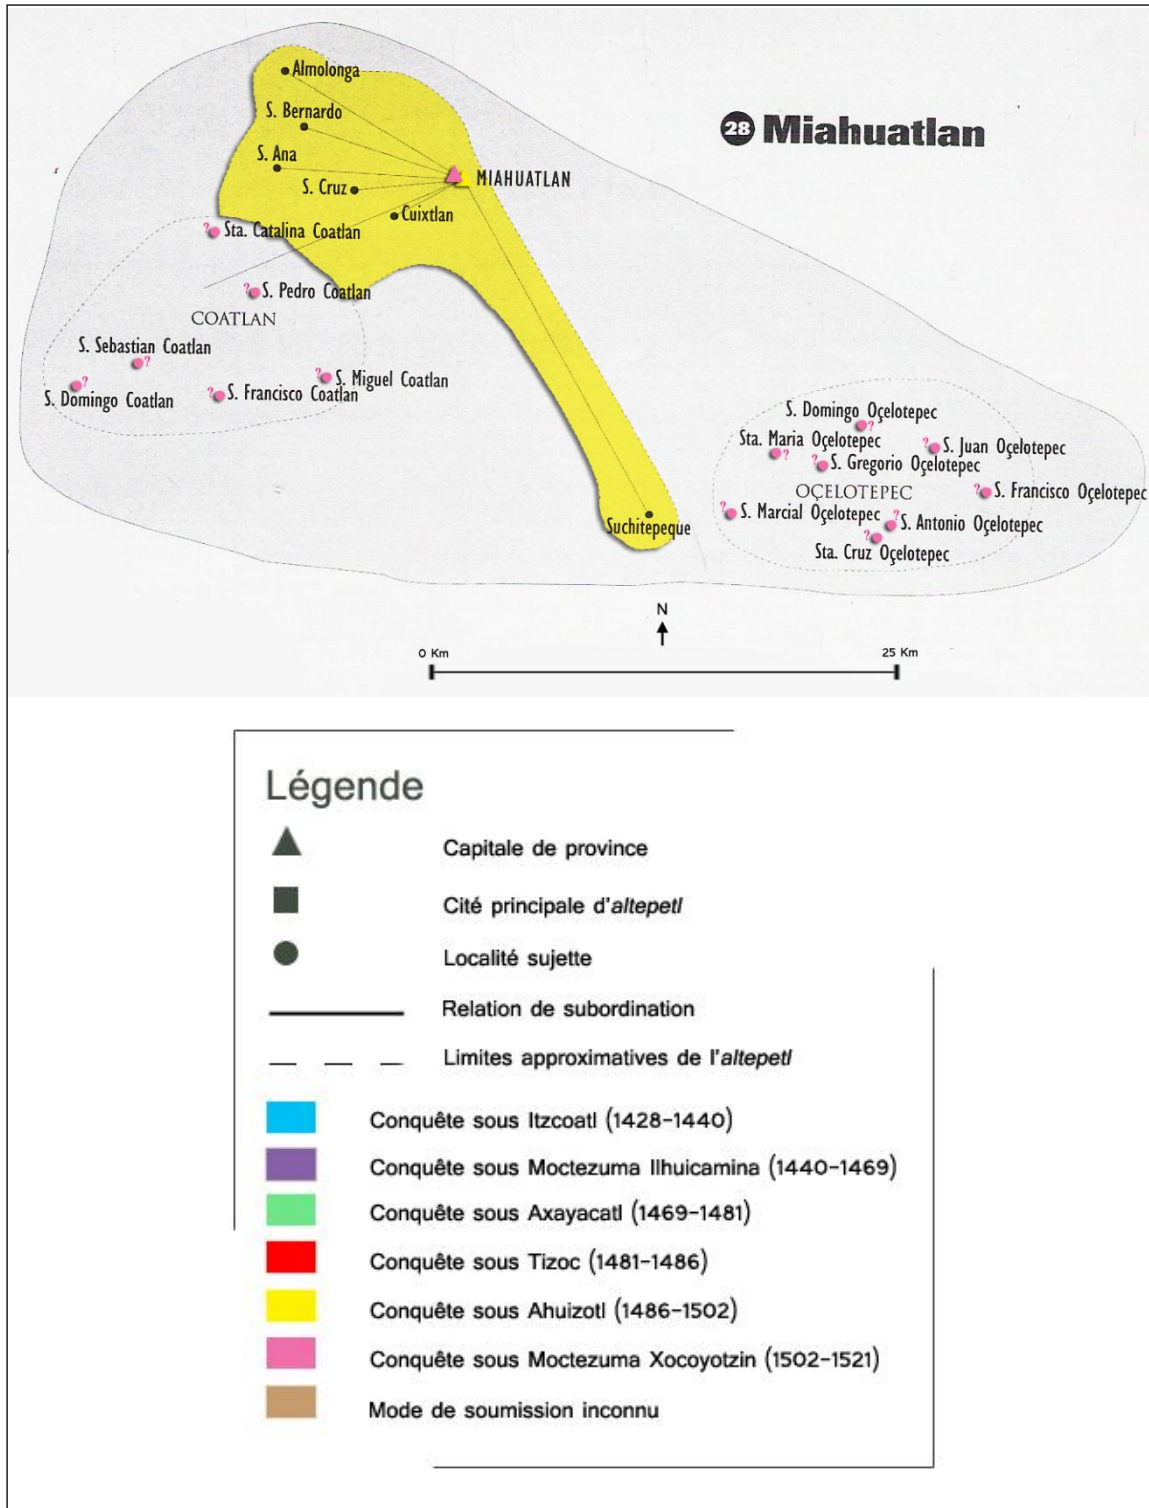 28 Miahuatlan
Almolonga
S. Bernardo
S. Ana
S. Cruz
MIAHUATLAN
Cuixtlan
? Sta. Catalina Coatlan
? S. Pedro Coatlan
COATLAN
S. Sebastian Coatlan
?
?
S. Domingo Coatlan
? S. Francisco Coatlan
? S. Miguel Coatlan
Suchitepeque
S. Domingo Oçelotepec
?
Sta. Maria Oçelotepec
?
? S. Juan Oçelotepec
? S. Gregorio Oçelotepec
OÇELOTEPEC
? S. Francisco Oçelotepec
? S. Marcial Oçelotepec
? S. Antonio Oçelotepec
?
Sta. Cruz Oçelotepec
N
0 Km
25 Km
Légende
Capitale de province
Cité principale d'altepetl
Localité sujette
Relation de subordination
Limites approximatives de l'altepetl
Conquête sous Itzcoatl (1428-1440)
Conquête sous Moctezuma Ilhuicamina (1440-1469)
Conquête sous Axayacatl (1469-1481)
Conquête sous Tizoc (1481-1486)
Conquête sous Ahuizotl (1486-1502)
Conquête sous Moctezuma Xocoyotzin (1502-1521)
Mode de soumission inconnu